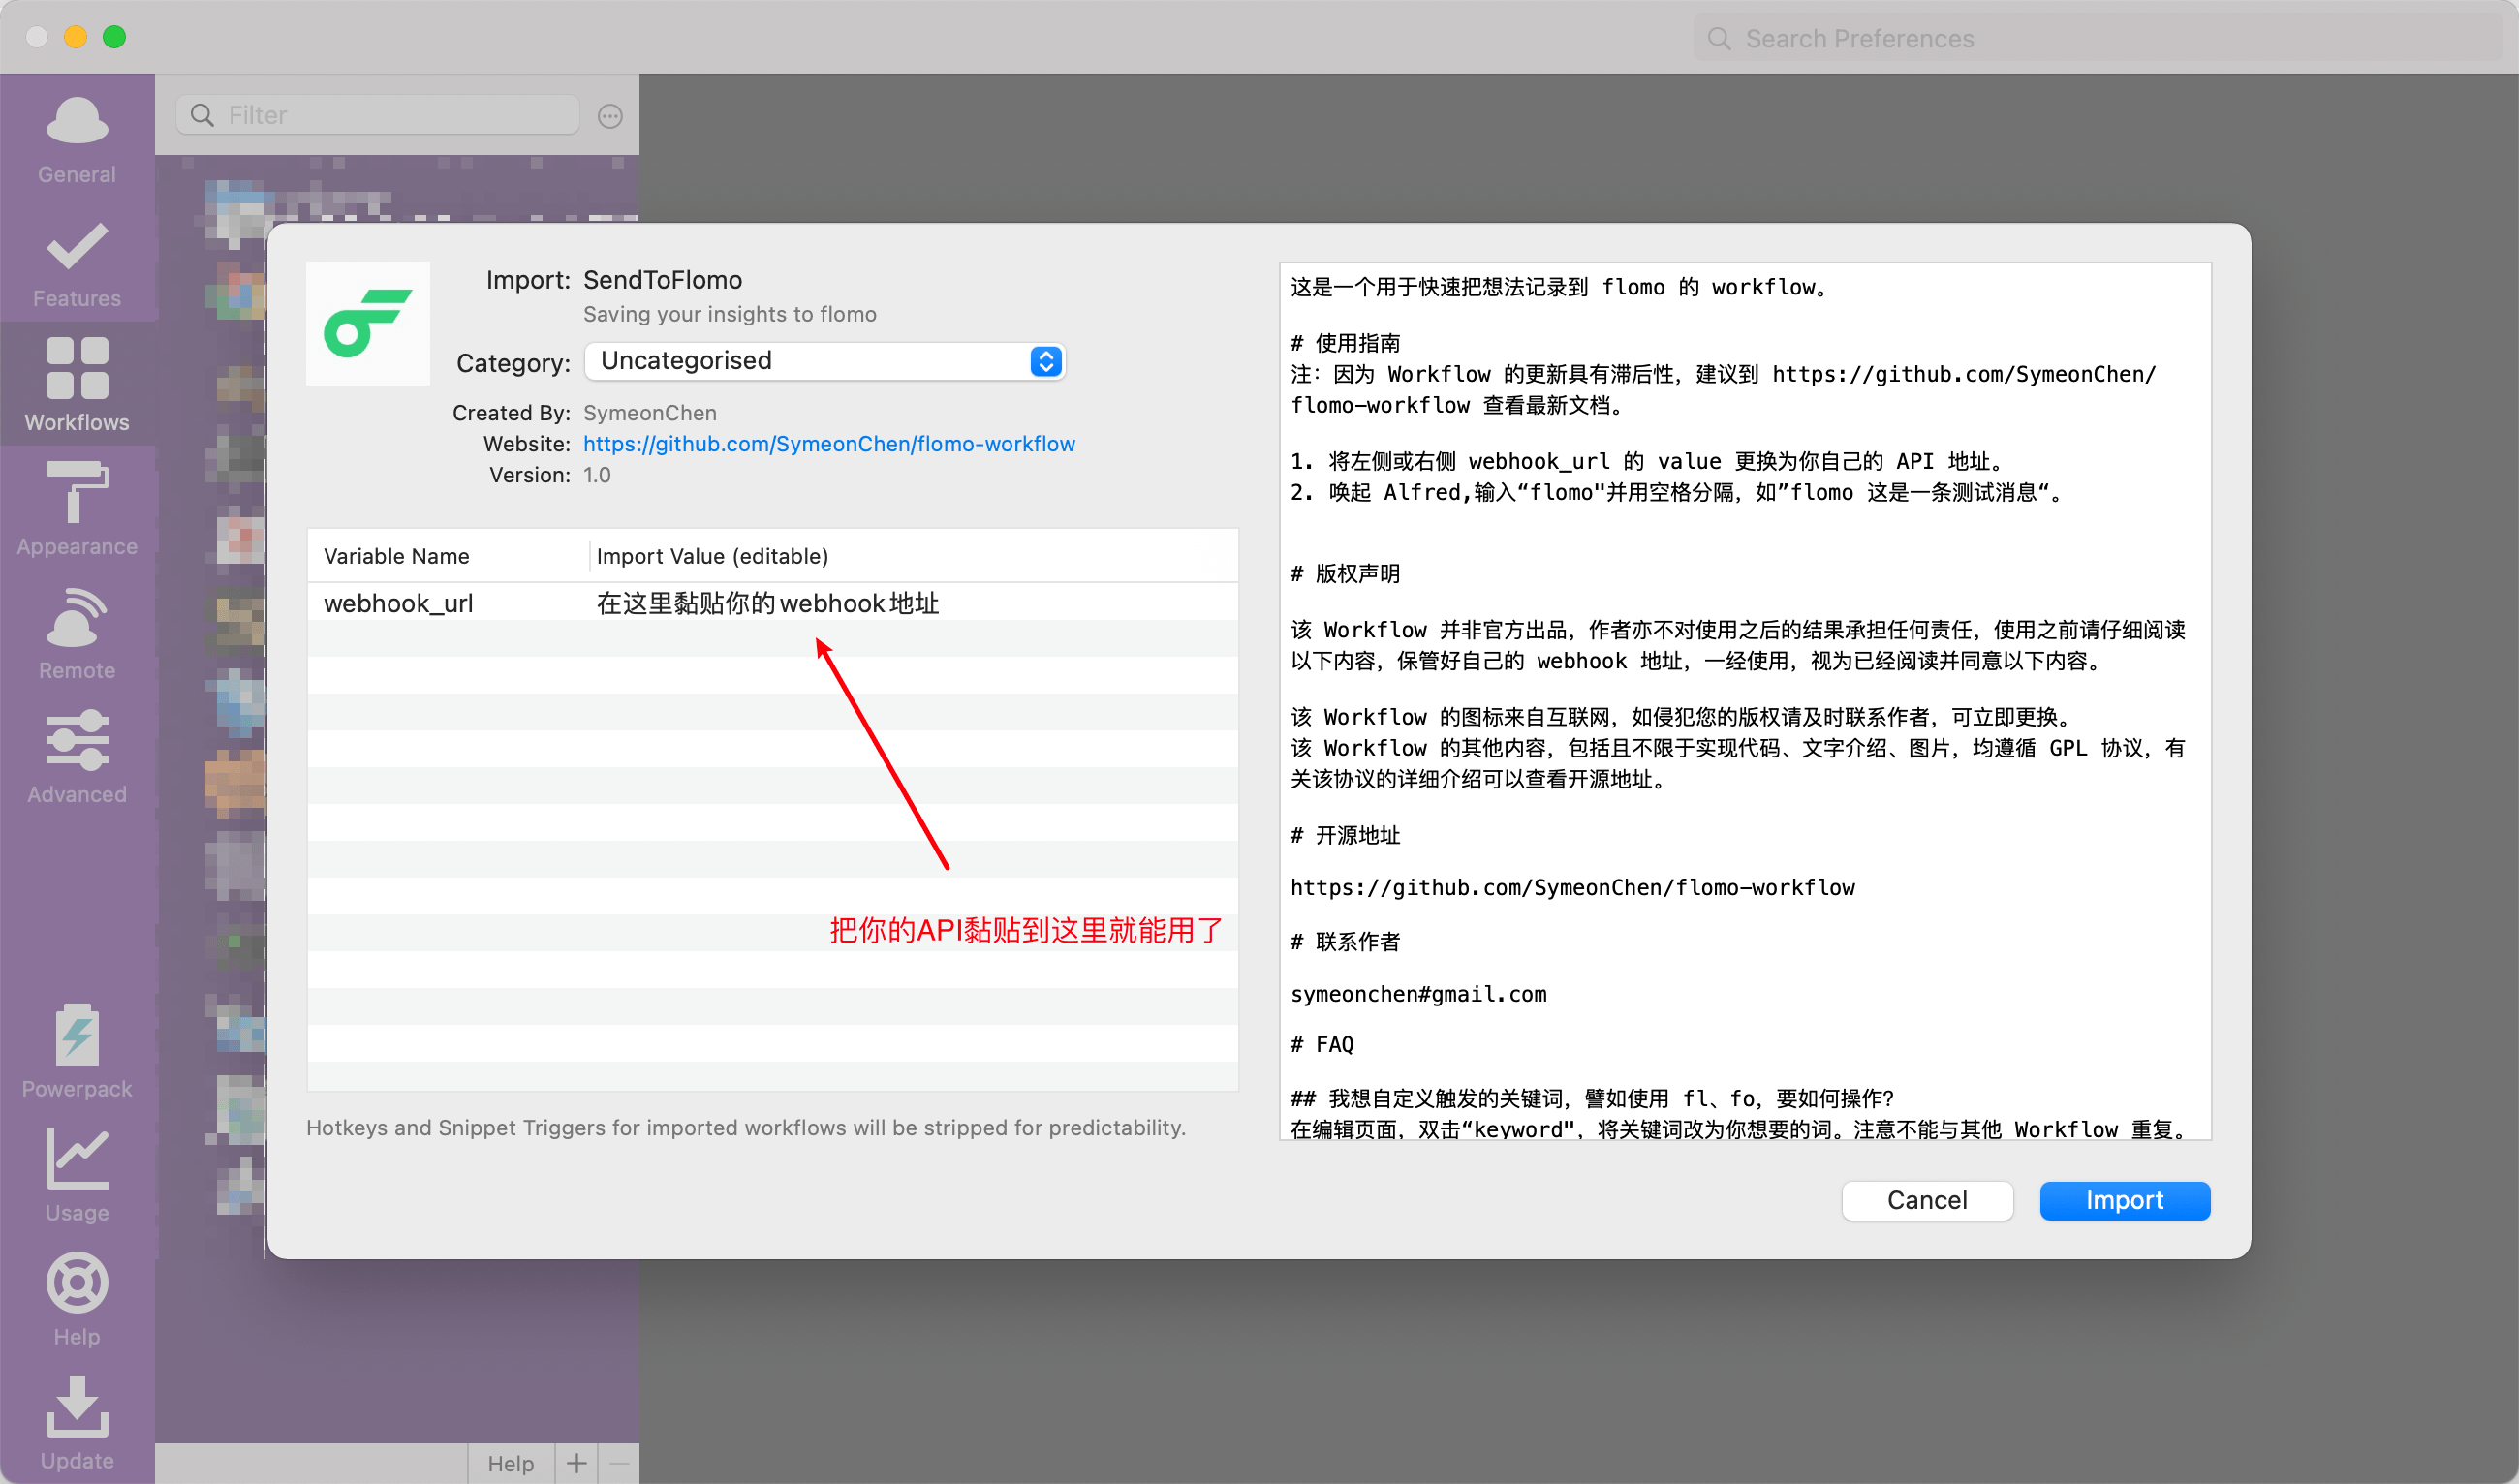 Search Preferences
General
Features
Workflows
Appearance
Remote
Advanced
Powerpack
Usage
Help
Update
Filter
Import: SendToFlomo
Saving your insights to flomo
Category: Uncategorised
Created By: SymeonChen
Website: https://github.com/SymeonChen/flomo-workflow
Version: 1.0
Variable Name Import Value (editable)
webhook_url 在这里黏贴你的webhook地址
把你的API黏贴到这里就能用了
Hotkeys and Snippet Triggers for imported workflows will be stripped for predictability.
这是一个用于快速把想法记录到 flomo 的 workflow。
# 使用指南
注：因为 Workflow 的更新具有滞后性，建议到 https://github.com/SymeonChen/
flomo-workflow 查看最新文档。
1. 将左侧或右侧 webhook_url 的 value 更换为你自己的 API 地址。
2. 唤起 Alfred,输入“flomo"并用空格分隔，如”flomo 这是一条测试消息“。
# 版权声明
该 Workflow 并非官方出品，作者亦不对使用之后的结果承担任何责任，使用之前请仔细阅读
以下内容，保管好自己的 webhook 地址，一经使用，视为已经阅读并同意以下内容。
该 Workflow 的图标来自互联网，如侵犯您的版权请及时联系作者，可立即更换。
该 Workflow 的其他内容，包括且不限于实现代码、文字介绍、图片，均遵循 GPL 协议，有
关该协议的详细介绍可以查看开源地址。
# 开源地址
https://github.com/SymeonChen/flomo-workflow
# 联系作者
symeonchen#gmail.com
# FAQ
## 我想自定义触发的关键词，譬如使用 fl、fo，要如何操作？
在编辑页面，双击“keyword"，将关键词改为你想要的词。注意不能与其他 Workflow 重复。
Cancel
Import
Help